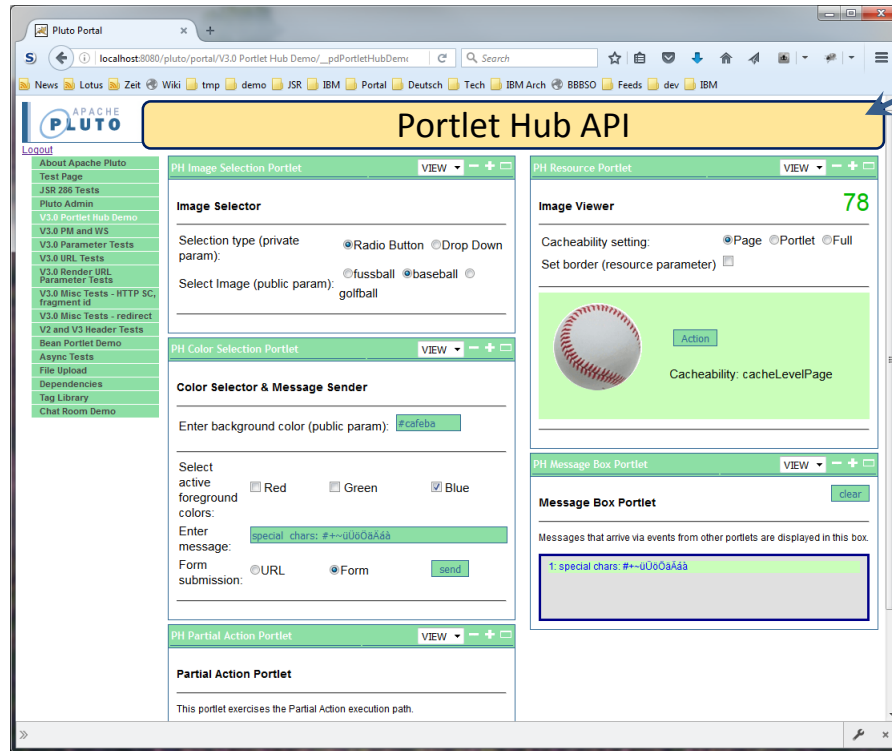 Pluto Portal
localhost:8080/pluto/portal/V3.0 Portlet Hub Demo/__pdPortletHubDem
Search
News Lotus Zeit Wiki tmp demo JSR IBM Portal Deutsch Tech IBM Arch BBBSO Feeds dev IBM
APACHE
PLUTO
Portlet Hub API
Logout
About Apache Pluto
Test Page
JSR 286 Tests
Pluto Admin
V3.0 Portlet Hub Demo
V3.0 PM and WS
V3.0 Parameter Tests
V3.0 URL Tests
V3.0 Render URL
Parameter Tests
V3.0 Misc Tests - HTTP SC,
fragment id
V3.0 Misc Tests - redirect
V2 and V3 Header Tests
Bean Portlet Demo
Async Tests
File Upload
Dependencies
Tag Library
Chat Room Demo
PH Image Selection Portlet VIEW
Image Selector
Selection type (private
param):
Radio Button Drop Down
Select Image (public param):
fussball baseball
golfball
PH Color Selection Portlet VIEW
Color Selector & Message Sender
Enter background color (public param): #cafeba
Select
active
foreground
colors:
Red Green Blue
Enter
message:
special chars: #+~üÜöÖäÄáà
Form
submission:
URL Form send
PH Partial Action Portlet VIEW
Partial Action Portlet
This portlet exercises the Partial Action execution path.
PH Resource Portlet VIEW
Image Viewer 78
Cacheability setting: Page Portlet Full
Set border (resource parameter)
Action
Cacheability: cacheLevelPage
PH Message Box Portlet VIEW
clear
Message Box Portlet
Messages that arrive via events from other portlets are displayed in this box.
1: special chars: #+~üÜöÖäÄáà